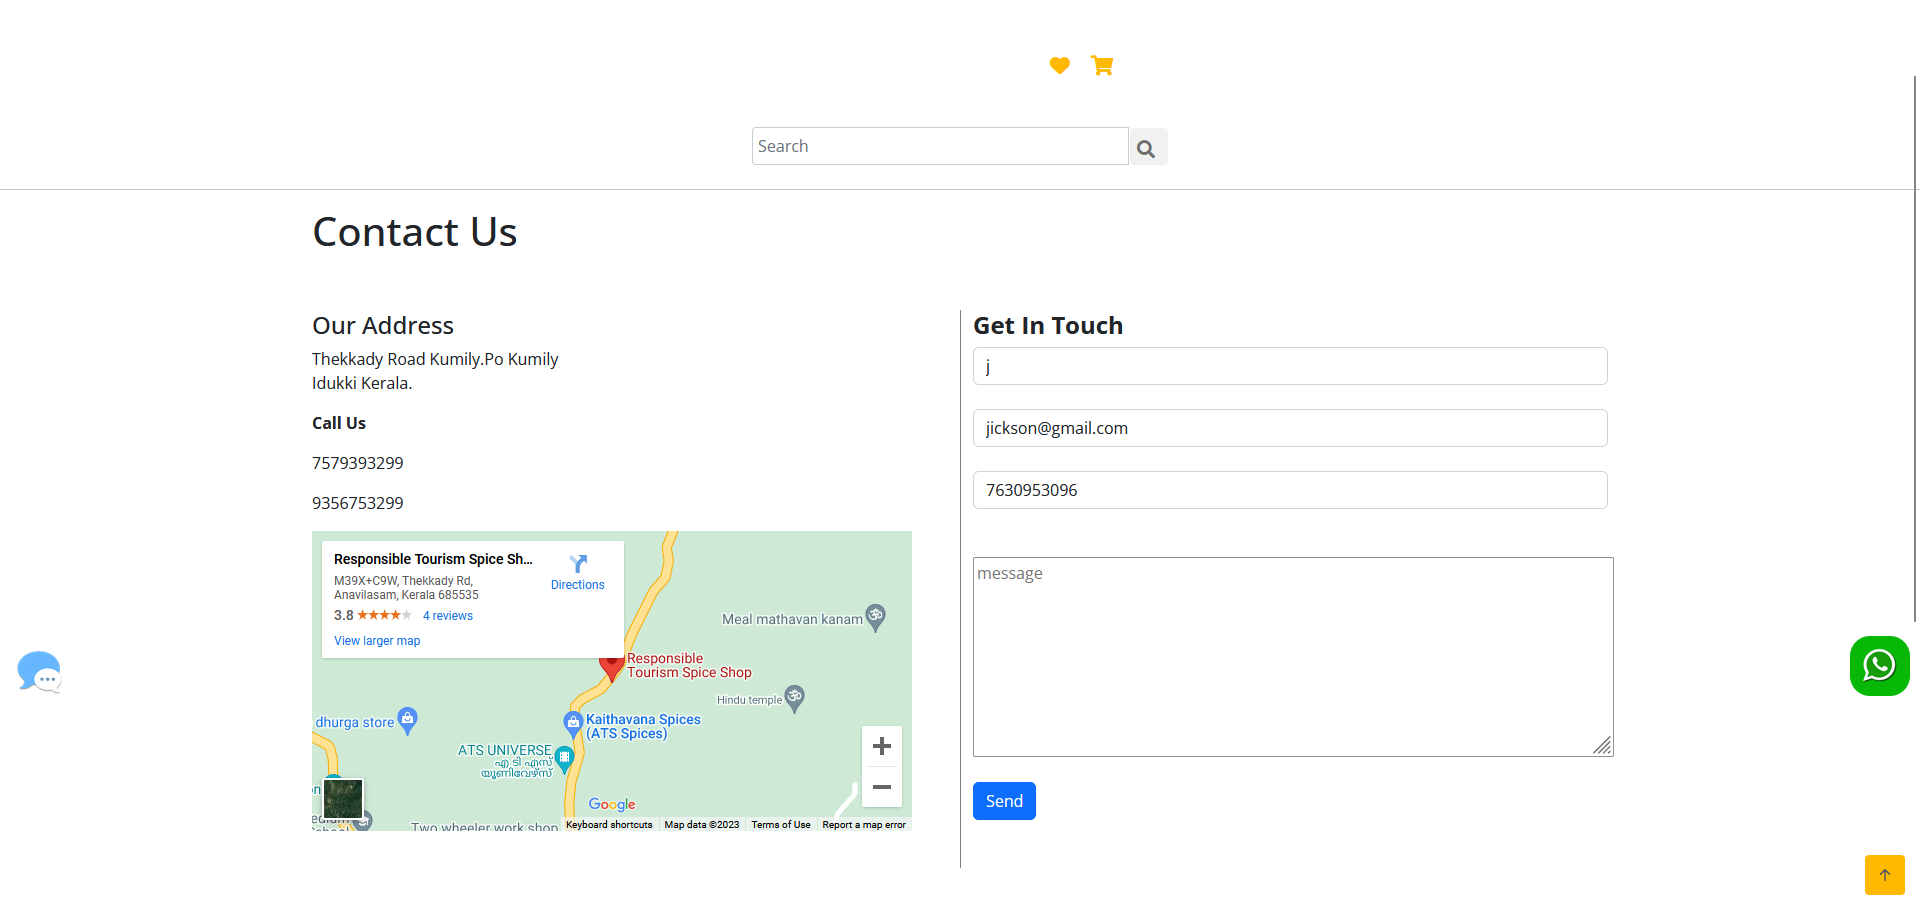 Search
Contact Us
Our Address
Thekkady Road Kumily.Po Kumily
Idukki Kerala.
Call Us
7579393299
9356753299
Responsible Tourism Spice Sh...
M39X+C9W, Thekkady Rd,
Anavilasam, Kerala 685535
3.8
4 reviews
View larger map
Directions
Meal mathavan kanam
Responsible
Tourism Spice Shop
Hindu temple
dhurga store
Kaithavana Spices
(ATS Spices)
ATS UNIVERSE
എ ടി എസ്
യൂണിവേഴ്സ്
Google
Two wheeler work shop
Keyboard shortcuts
Map data ©2023
Terms of Use
Report a map error
Get In Touch
j
jickson@gmail.com
7630953096
message
Send